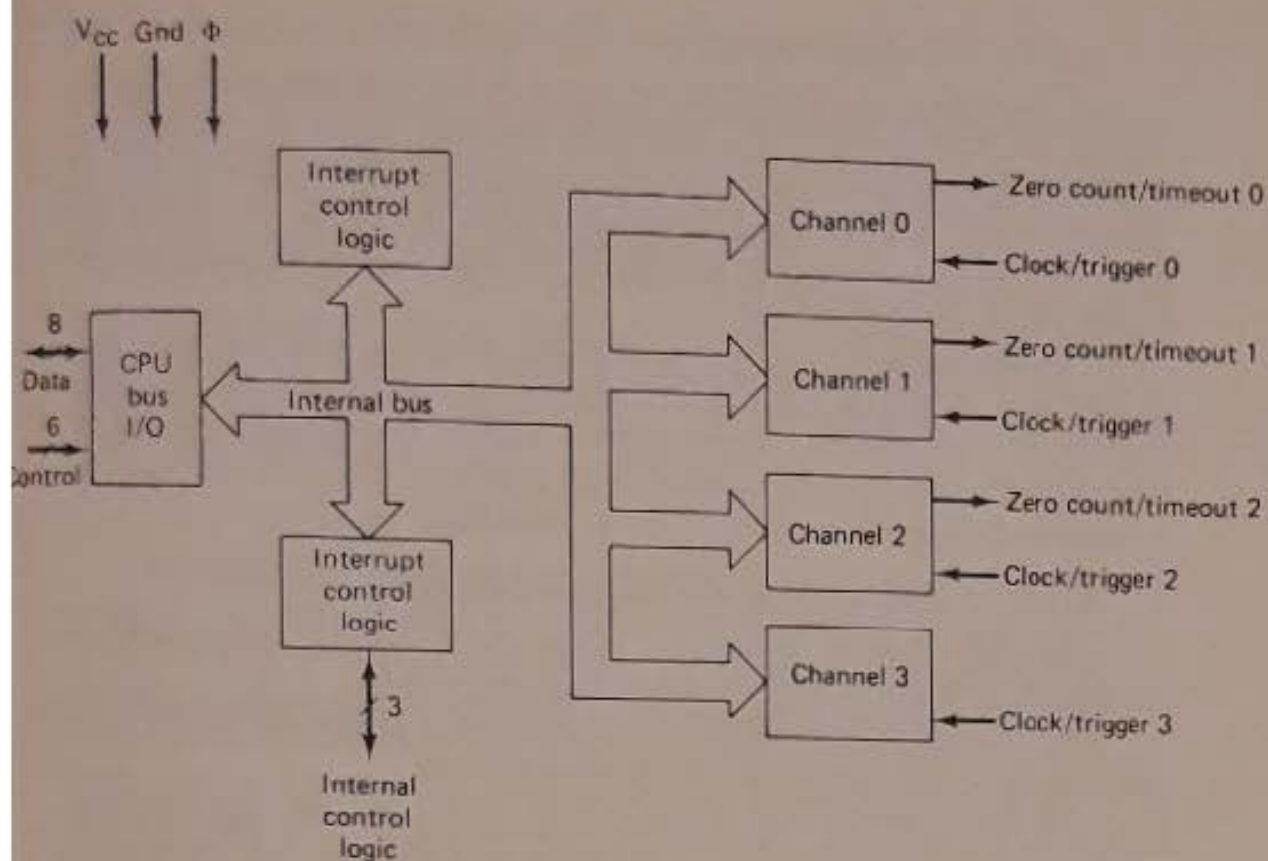 VCC Gnd Φ
Interrupt
control
logic
8
Data
6
Control
CPU
bus
I/O
Internal bus
Interrupt
control
logic
3
Internal
control
logic
Channel 0
Zero count/timeout 0
Clock/trigger 0
Channel 1
Zero count/timeout 1
Clock/trigger 1
Channel 2
Zero count/timeout 2
Clock/trigger 2
Channel 3
Clock/trigger 3